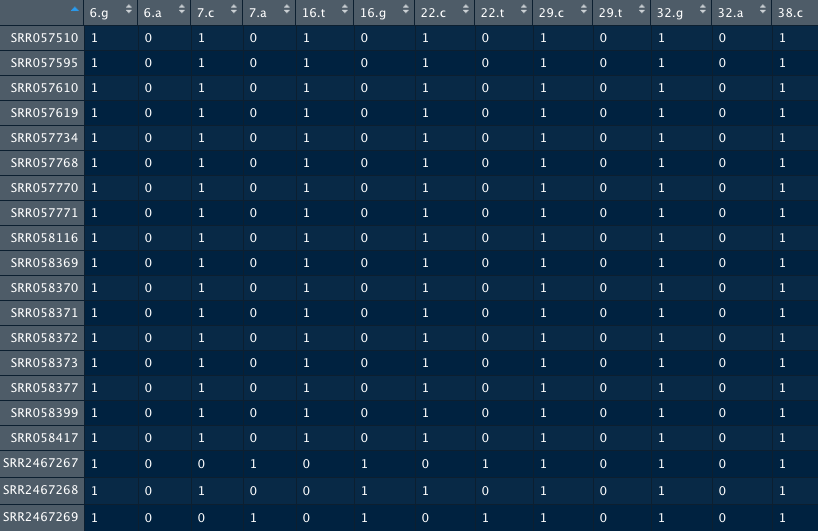 6.g 6.a 7.c 7.a 16.t 16.g 22.c 22.t 29.c 29.t 32.g 32.a 38.c
SRR057510 1 0 1 0 1 0 1 0 1 0 1 0 1
SRR057595 1 0 1 0 1 0 1 0 1 0 1 0 1
SRR057610 1 0 1 0 1 0 1 0 1 0 1 0 1
SRR057619 1 0 1 0 1 0 1 0 1 0 1 0 1
SRR057734 1 0 1 0 1 0 1 0 1 0 1 0 1
SRR057768 1 0 1 0 1 0 1 0 1 0 1 0 1
SRR057770 1 0 1 0 1 0 1 0 1 0 1 0 1
SRR057771 1 0 1 0 1 0 1 0 1 0 1 0 1
SRR058116 1 0 1 0 1 0 1 0 1 0 1 0 1
SRR058369 1 0 1 0 1 0 1 0 1 0 1 0 1
SRR058370 1 0 1 0 1 0 1 0 1 0 1 0 1
SRR058371 1 0 1 0 1 0 1 0 1 0 1 0 1
SRR058372 1 0 1 0 1 0 1 0 1 0 1 0 1
SRR058373 1 0 1 0 1 0 1 0 1 0 1 0 1
SRR058377 1 0 1 0 1 0 1 0 1 0 1 0 1
SRR058399 1 0 1 0 1 0 1 0 1 0 1 0 1
SRR058417 1 0 1 0 1 0 1 0 1 0 1 0 1
SRR2467267 1 0 0 1 0 1 0 1 1 0 1 0 1
SRR2467268 1 0 1 0 0 1 1 0 1 0 1 0 1
SRR2467269 1 0 0 1 0 1 0 1 1 0 1 0 1